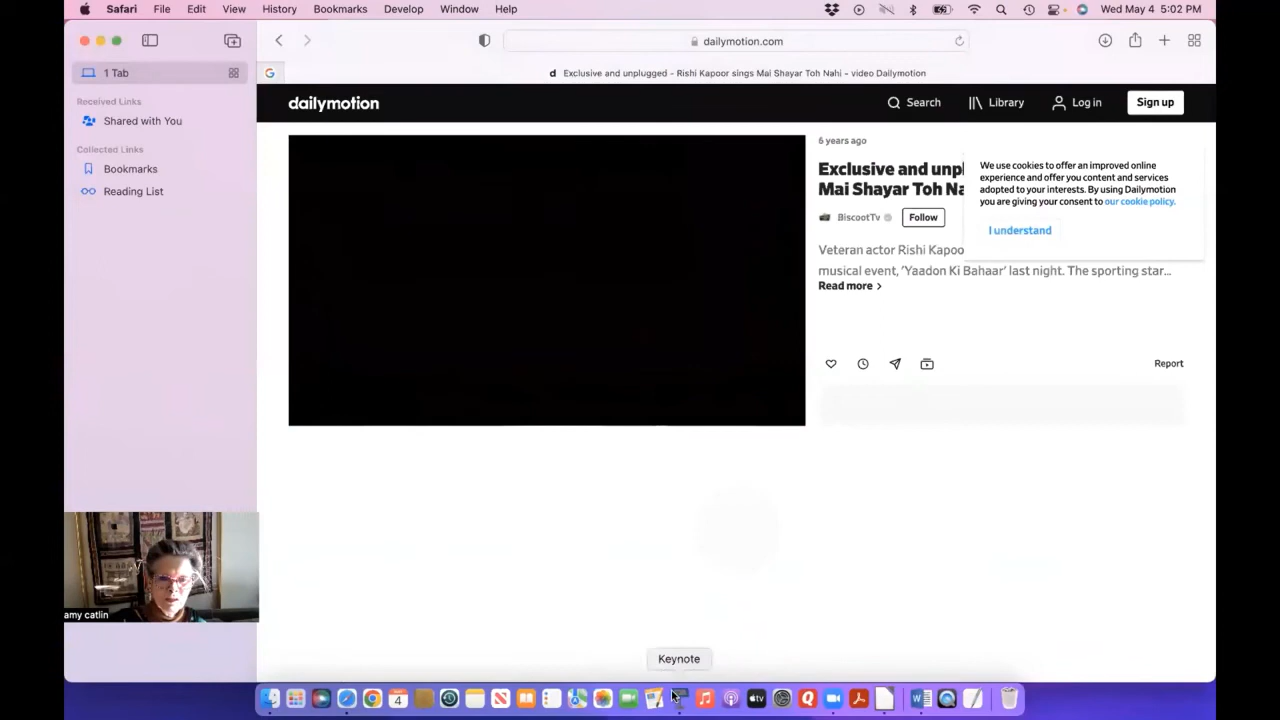 Safari File Edit View History Bookmarks Develop Window Help Wed May 4 5:02 PM
dailymotion.com
1 Tab
Exclusive and unplugged - Rishi Kapoor sings Mai Shayar Toh Nahi - video Dailymotion
Received Links
Shared with You
Collected Links
Bookmarks
Reading List
dailymotion
Search Library Log in Sign up
6 years ago
Exclusive and unpl
Mai Shayar Toh Na
BiscootTv Follow
Veteran actor Rishi Kapoo
musical event, 'Yaadon Ki Bahaar' last night. The sporting star...
Read more >
We use cookies to offer an improved online
experience and offer you content and services
adopted to your interests. By using Dailymotion
you are giving your consent to our cookie policy.
I understand
Report
amy catlin
Keynote
4